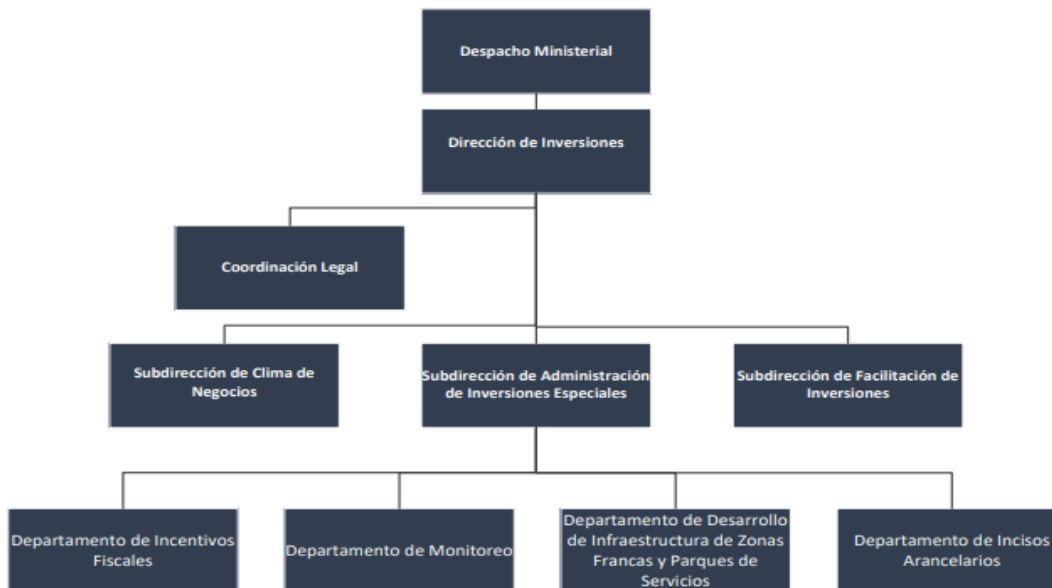 Despacho Ministerial
Dirección de Inversiones
Coordinación Legal
Subdirección de Clima de
Negocios
Subdirección de Administración
de Inversiones Especiales
Subdirección de Facilitación de
Inversiones
Departamento de Incentivos
Fiscales
Departamento de Monitoreo
Departamento de Desarrollo
de Infraestructura de Zonas
Francas y Parques de
Servicios
Departamento de Incisos
Arancelarios